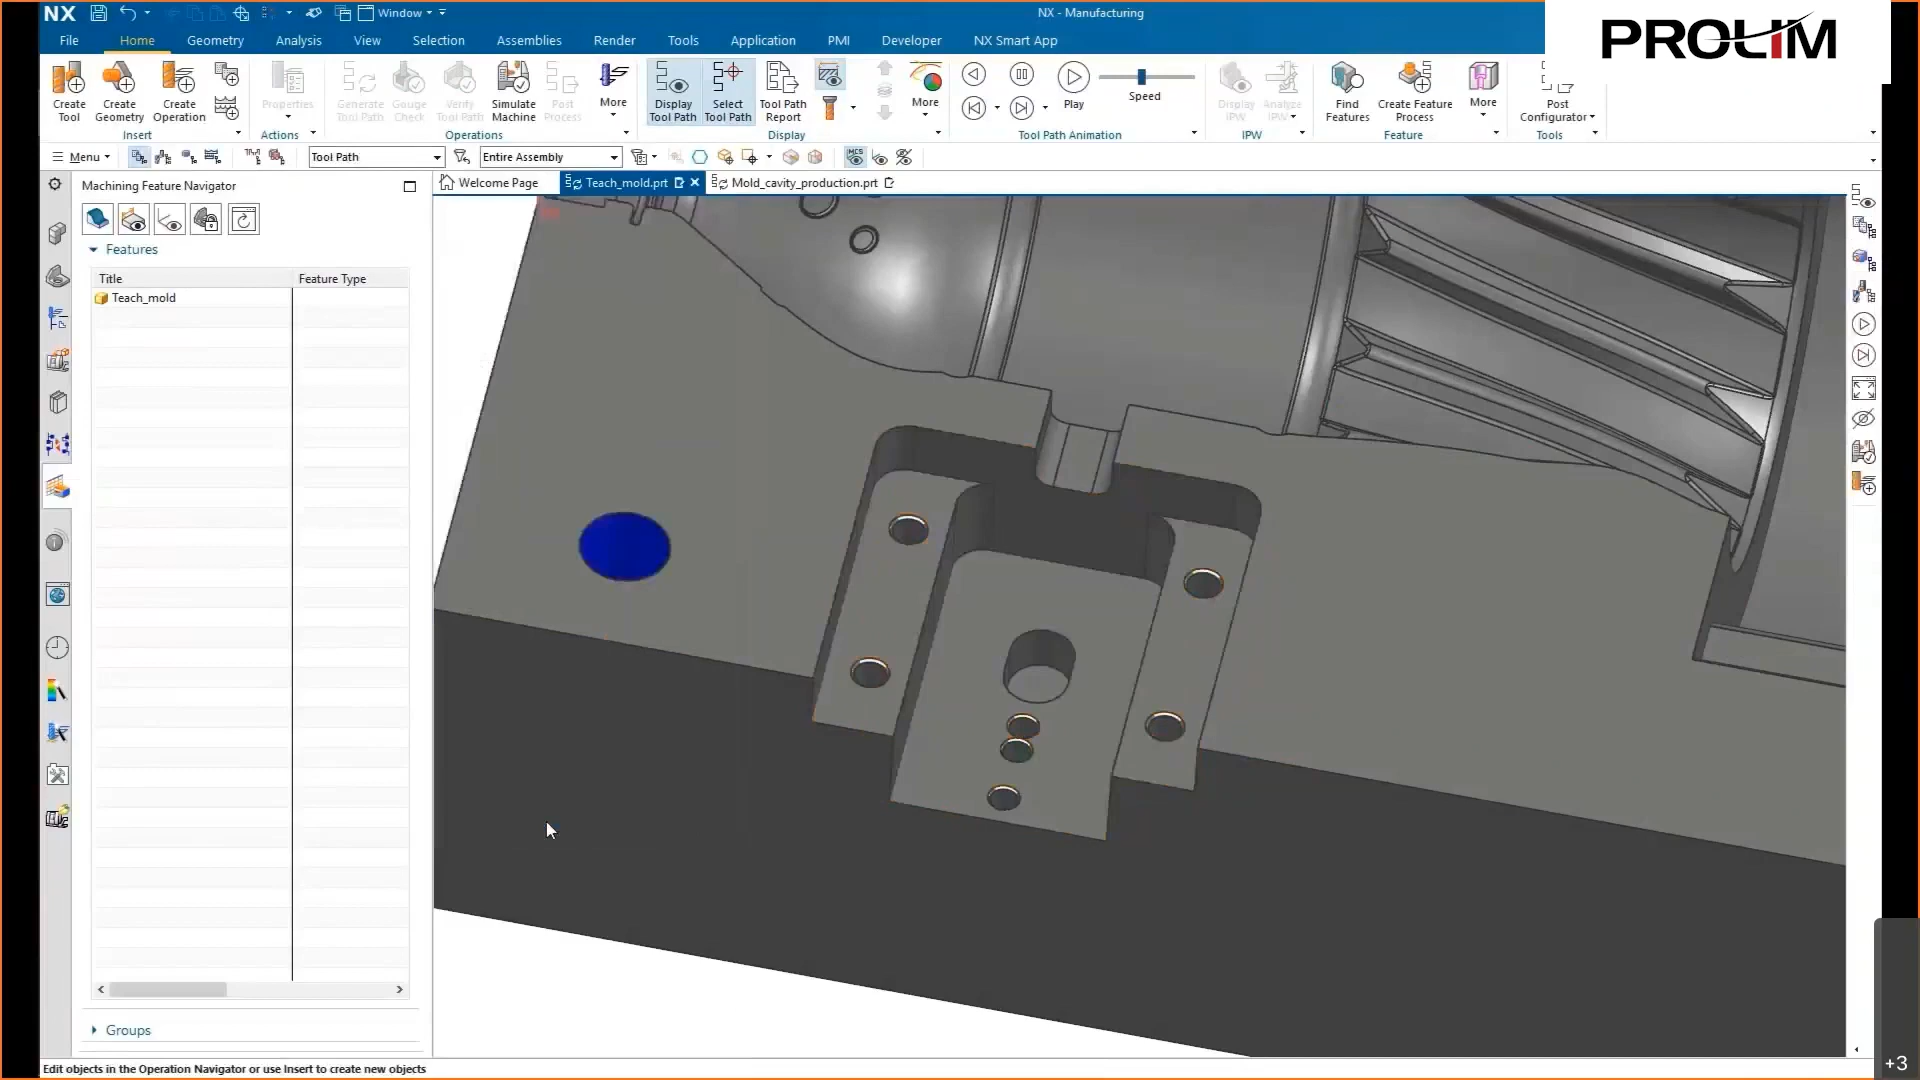 NX
Window
NX - Manufacturing
PROLIM
File Home Geometry Analysis View Selection Assemblies Render Tools Application PMI Developer NX Smart App
Create Tool
Create Geometry
Create Operation
Properties
Generate Tool Path
Gouge Check
Verify Tool Path
Simulate Machine
Post Process
More
Display Tool Path
Select Tool Path
Tool Path Report
More
Play
Speed
Display IPW
Analyze IPW
Find Features
Create Feature Process
More
Post Configurator
Insert Actions Operations Display Tool Path Animation IPW Feature Tools
Menu Tool Path Entire Assembly MCS
Machining Feature Navigator
Welcome Page Teach_mold.prt Mold_cavity_production.prt
Features
Title Feature Type
Teach_mold
Groups
Edit objects in the Operation Navigator or use Insert to create new objects
+3